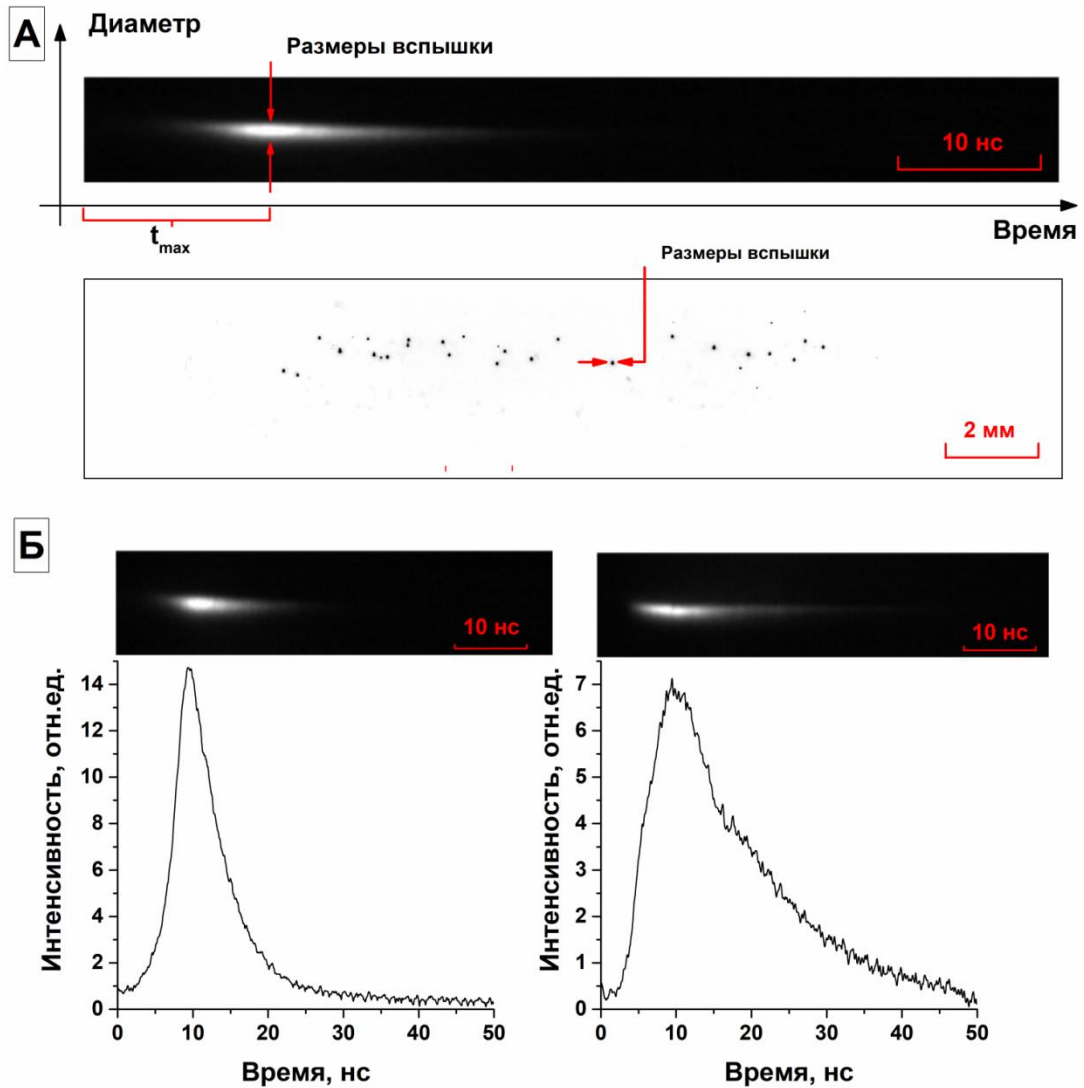 А
Диаметр
Размеры вспышки
10 нс
t_max
Время
Размеры вспышки
2 мм
Б
10 нс
10 нс
Интенсивность, отн.ед.
14
12
10
8
6
4
2
0
0 10 20 30 40 50
Время, нс
Интенсивность, отн.ед.
7
6
5
4
3
2
1
0
0 10 20 30 40 50
Время, нс